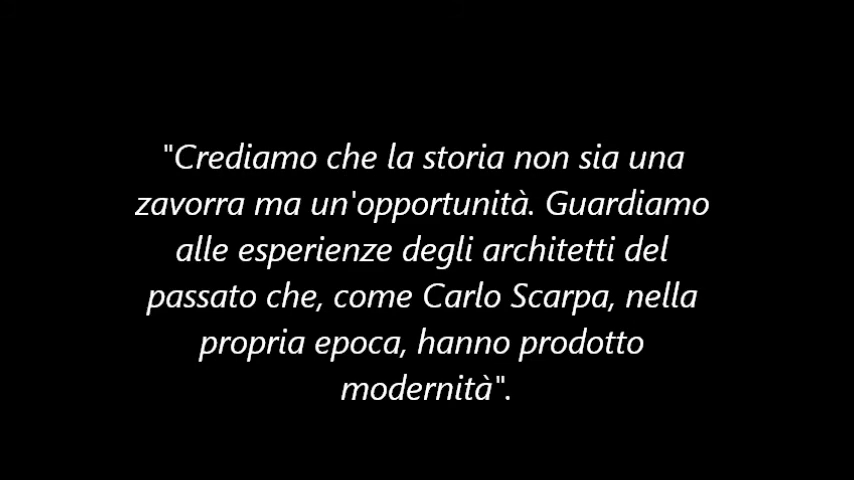 "Crediamo che la storia non sia una
zavorra ma un'opportunità. Guardiamo
alle esperienze degli architetti del
passato che, come Carlo Scarpa, nella
propria epoca, hanno prodotto
modernità".